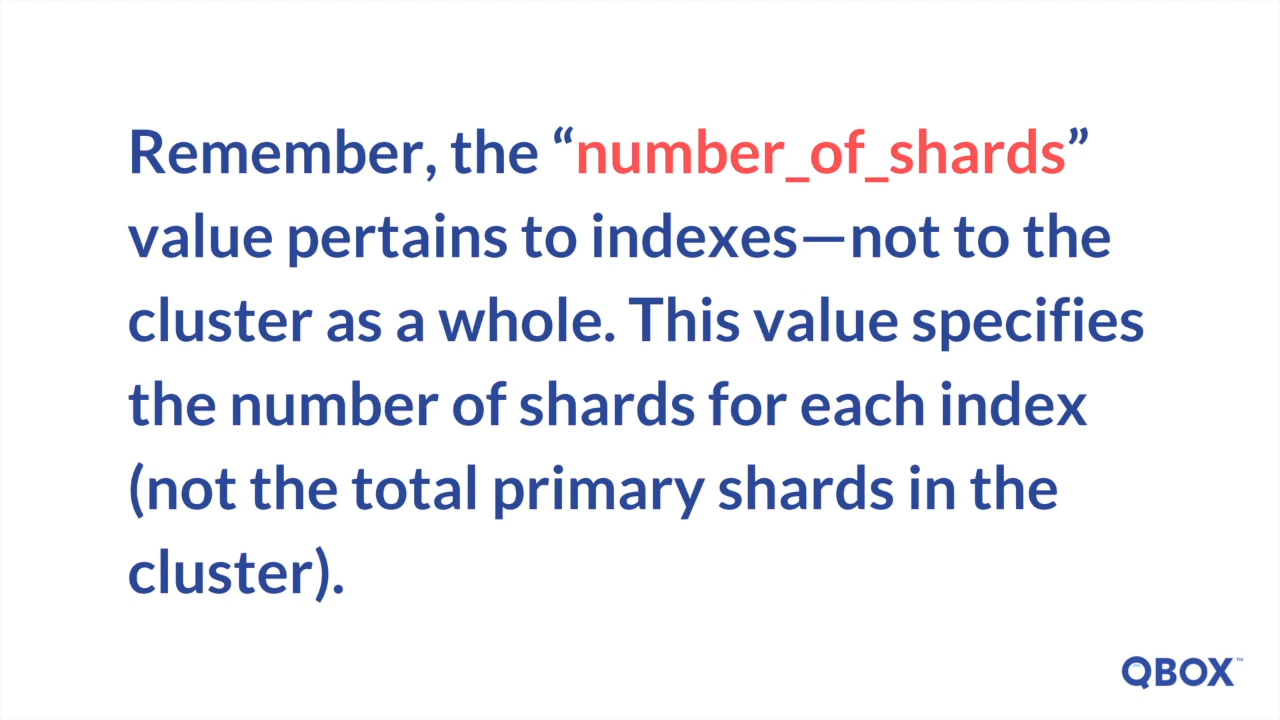 Remember, the “number_of_shards”
value pertains to indexes—not to the
cluster as a whole. This value specifies
the number of shards for each index
(not the total primary shards in the
cluster).
QBOX™